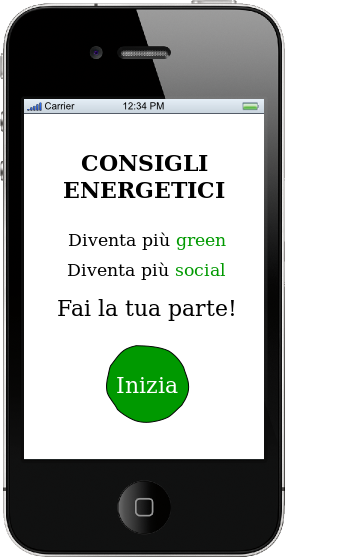 Carrier 12:34 PM
CONSIGLI
ENERGETICI
Diventa più green
Diventa più social
Fai la tua parte!
Inizia